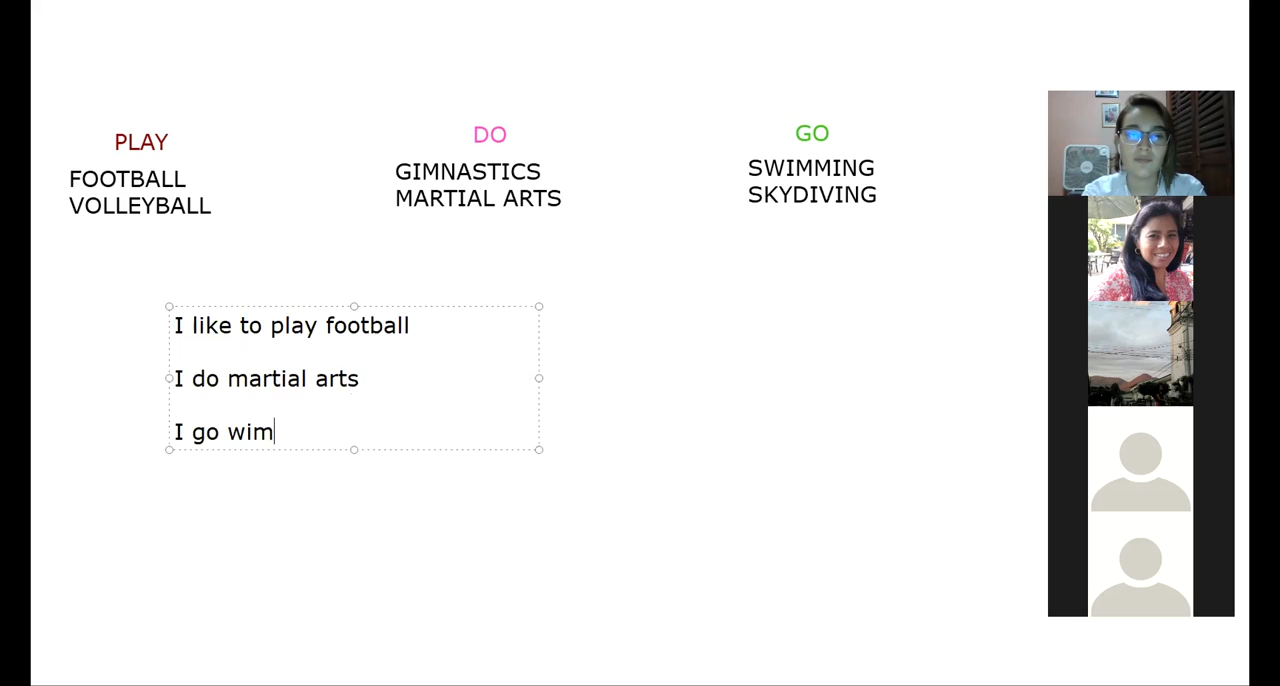 PLAY
FOOTBALL
VOLLEYBALL
DO
GIMNASTICS
MARTIAL ARTS
GO
SWIMMING
SKYDIVING
I like to play football
I do martial arts
I go wim